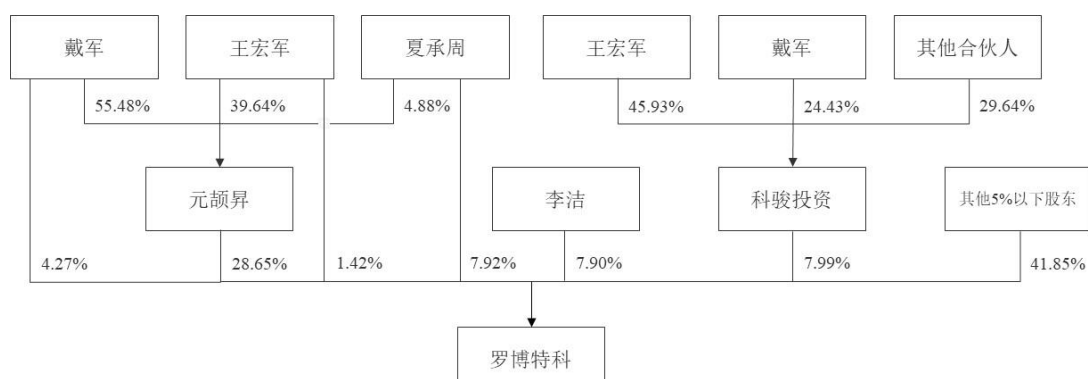 戴军
王宏军
夏承周
王宏军
戴军
其他合伙人
55.48%
39.64%
4.88%
45.93%
24.43%
29.64%
元颉昇
李洁
科骏投资
其他5%以下股东
4.27%
28.65%
1.42%
7.92%
7.90%
7.99%
41.85%
罗博特科